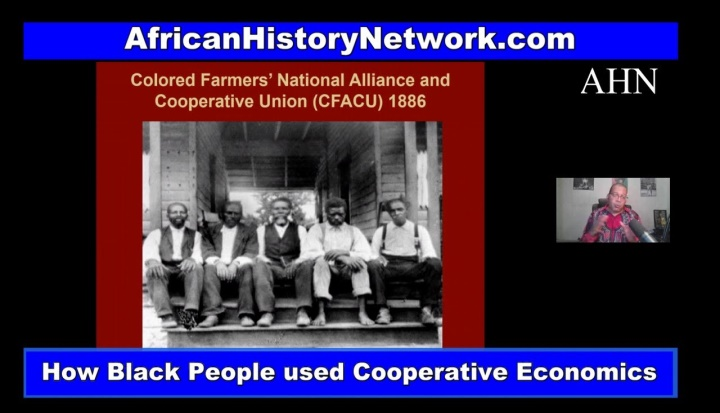 AfricanHistoryNetwork.com
Colored Farmers’ National Alliance and
Cooperative Union (CFACU) 1886
AHN
How Black People used Cooperative Economics